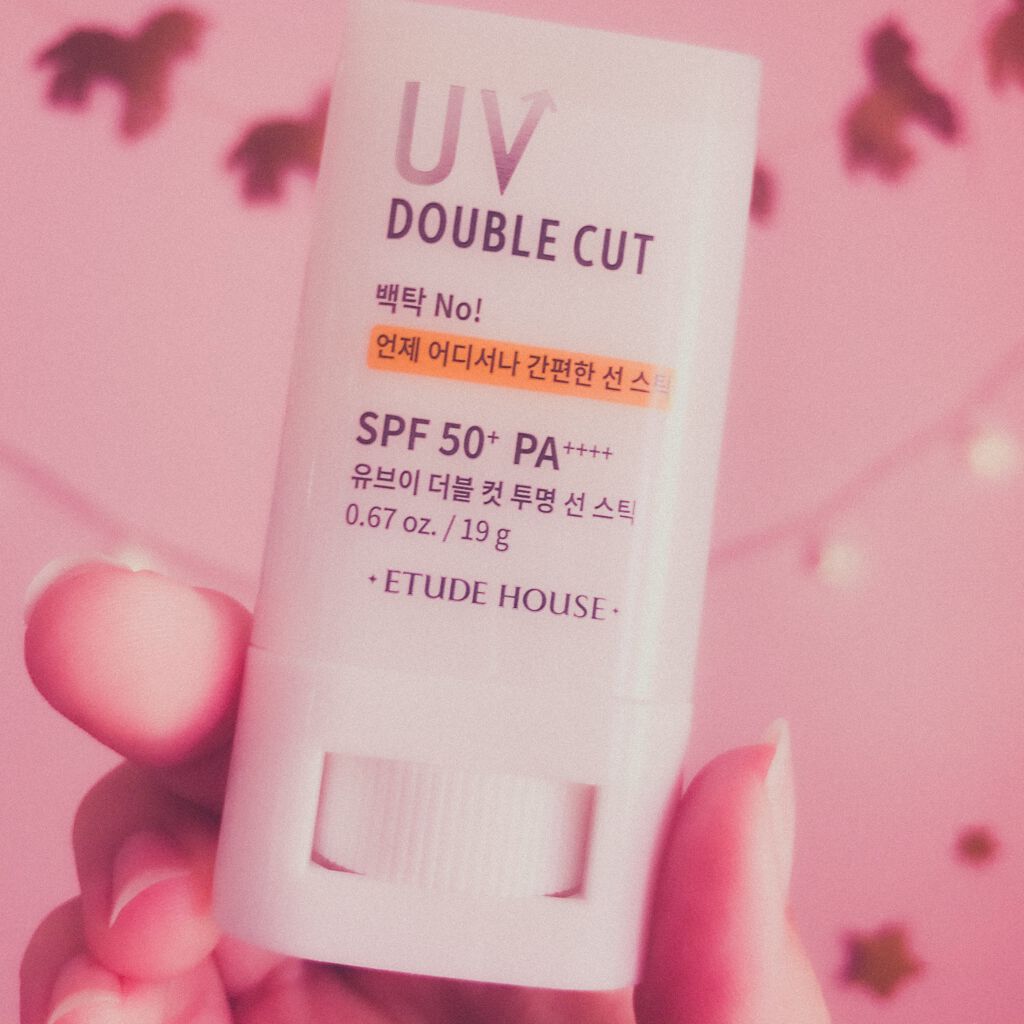 UV
DOUBLE CUT
백탁 No!
언제 어디서나 간편한 선 스틱
SPF 50+ PA++++
유브이 더블 컷 투명 선 스틱
0.67 oz. / 19 g
ETUDE HOUSE